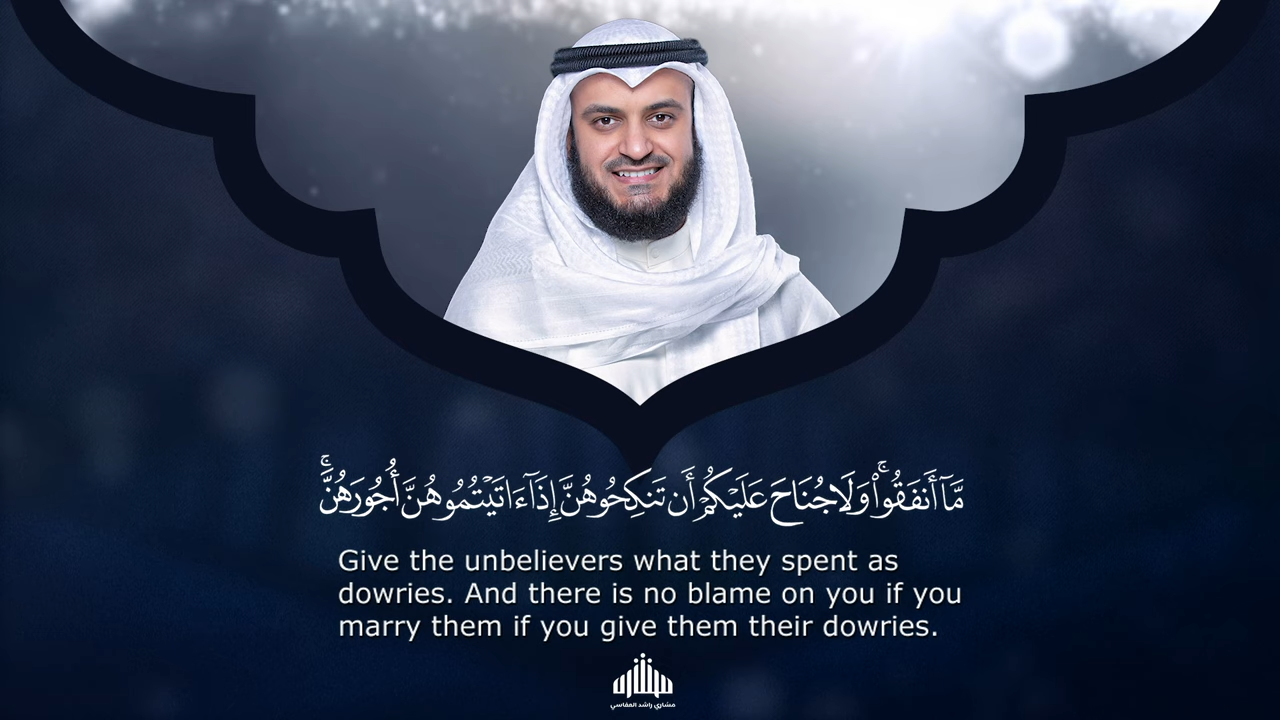 مَّآ أَنفَقُوا۟ ۚ وَلَا جُنَاحَ عَلَيْكُمْ أَن تَنكِحُوهُنَّ إِذَآ ءَاتَيْتُمُوهُنَّ أُجُورَهُنَّ ۚ
Give the unbelievers what they spent as
dowries. And there is no blame on you if you
marry them if you give them their dowries.
مشاري راشد العفاسي